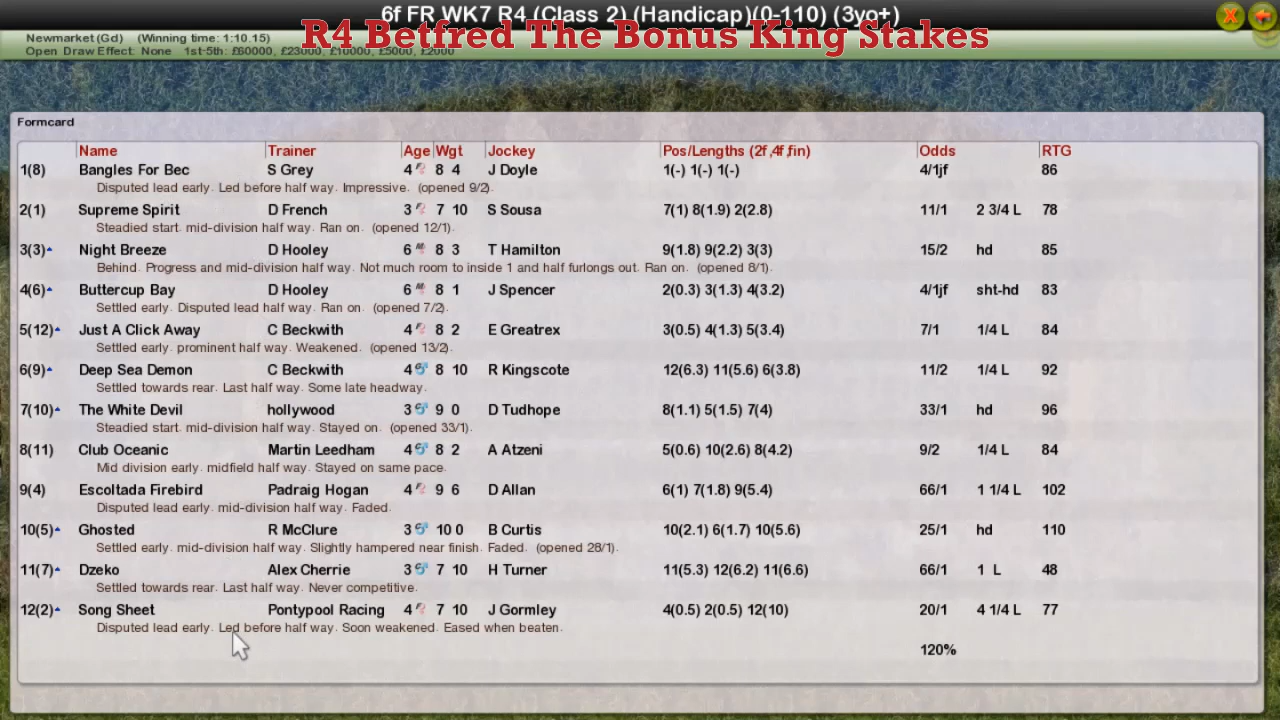 6f FR WK7 R4 (Class 2) (Handicap)(0-110) (3yo+)
R4 Betfred The Bonus King Stakes
Newmarket (Gd) (Winning time: 1:10.15)
Open Draw Effect: None 1st-5th: £60000, £23000, £10000, £5000, £2000
Formcard
Name Trainer Age Wgt Jockey Pos/Lengths (2f,4f,fin) Odds RTG
1(8) Bangles For Bec S Grey 4 8 4 J Doyle 1(-) 1(-) 1(-) 4/1jf 86
Disputed lead early. Led before half way. Impressive. (opened 9/2).
2(1) Supreme Spirit D French 3 7 10 S Sousa 7(1) 8(1.9) 2(2.8) 11/1 2 3/4 L 78
Steadied start. mid-division half way. Ran on. (opened 12/1).
3(3) Night Breeze D Hooley 6 8 3 T Hamilton 9(1.8) 9(2.2) 3(3) 15/2 hd 85
Behind. Progress and mid-division half way. Not much room to inside 1 and half furlongs out. Ran on. (opened 8/1).
4(6) Buttercup Bay D Hooley 6 8 1 J Spencer 2(0.3) 3(1.3) 4(3.2) 4/1jf sht-hd 83
Settled early. Disputed lead half way. Ran on. (opened 7/2).
5(12) Just A Click Away C Beckwith 4 8 2 E Greatrex 3(0.5) 4(1.3) 5(3.4) 7/1 1/4 L 84
Settled early. prominent half way. Weakened. (opened 13/2).
6(9) Deep Sea Demon C Beckwith 4 8 10 R Kingscote 12(6.3) 11(5.6) 6(3.8) 11/2 1/4 L 92
Settled towards rear. Last half way. Some late headway.
7(10) The White Devil hollywood 3 9 0 D Tudhope 8(1.1) 5(1.5) 7(4) 33/1 hd 96
Steadied start. mid-division half way. Stayed on. (opened 33/1).
8(11) Club Oceanic Martin Leedham 4 8 2 A Atzeni 5(0.6) 10(2.6) 8(4.2) 9/2 hd 84
Mid division early. midfield half way. Stayed on same pace.
9(4) Escoltada Firebird Padraig Hogan 4 9 6 D Allan 6(1) 7(1.8) 9(5.4) 66/1 1 1/4 L 102
Disputed lead early. mid-division half way. Faded.
10(5) Ghosted R McClure 3 10 0 B Curtis 10(2.1) 6(1.7) 10(5.6) 25/1 hd 110
Settled early. mid-division half way. Slightly hampered near finish. Faded. (opened 28/1).
11(7) Dzeko Alex Cherrie 3 7 10 H Turner 11(5.3) 12(6.2) 11(6.6) 66/1 1 L 48
Settled towards rear. Last half way. Never competitive.
12(2) Song Sheet Pontypool Racing 4 7 10 J Gormley 4(0.5) 2(0.5) 12(10) 20/1 4 1/4 L 77
Disputed lead early. Led before half way. Soon weakened. Eased when beaten.
120%